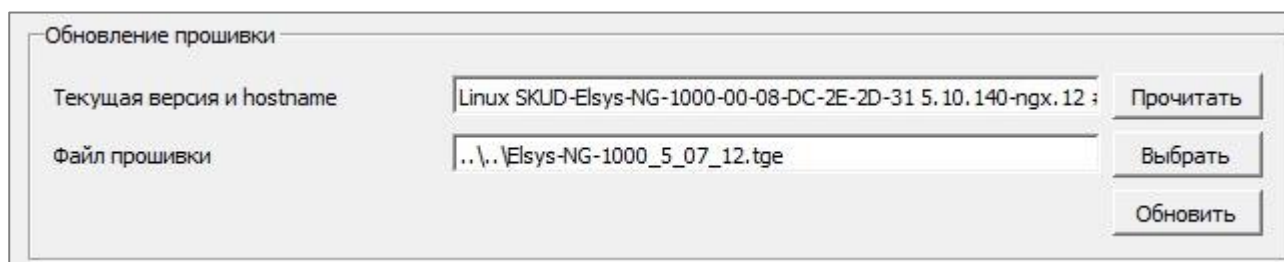 Обновление прошивки
Текущая версия и hostname Linux SKUD-Elsys-NG-1000-00-08-DC-2E-2D-31 5.10.140-ngx.12 Прочитать
Файл прошивки ..\..\Elsys-NG-1000_5_07_12.tge Выбрать
Обновить